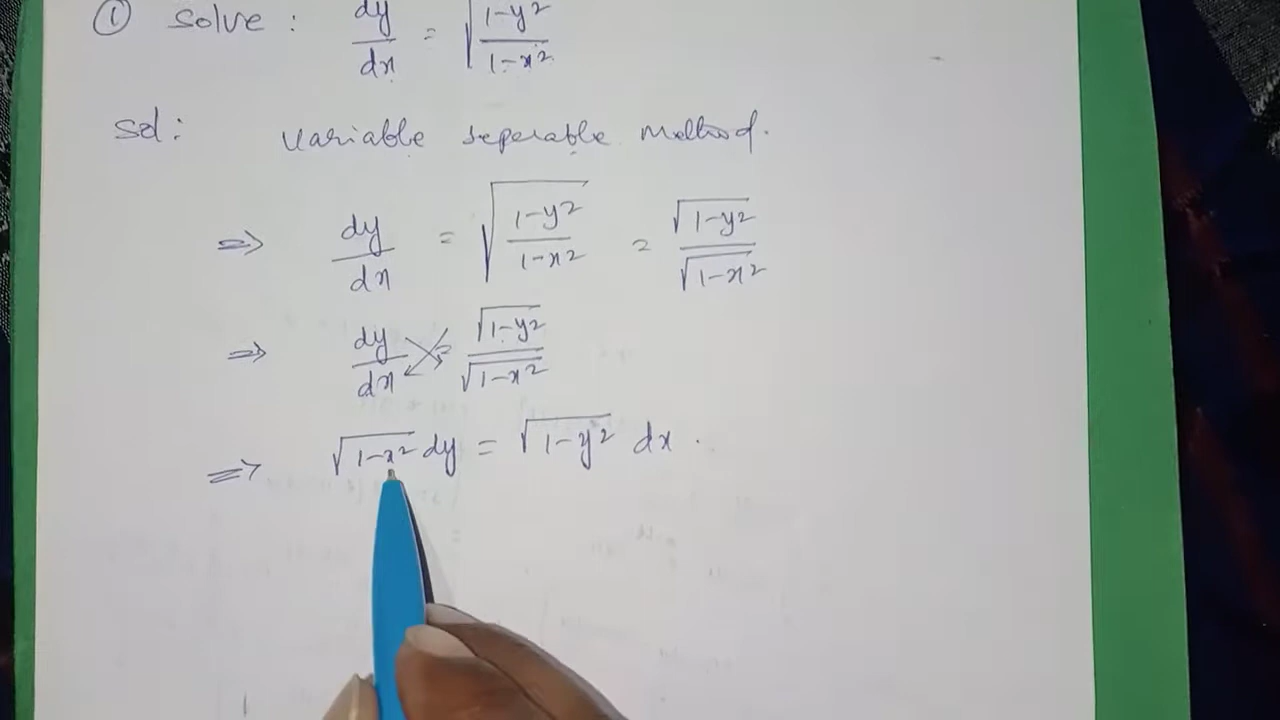 ① Solve : dy/dx = √(1-y²/1-x²)
Sol : Variable seperable method.
⇒ dy/dx = √(1-y²/1-x²) = √1-y²/√1-x²
⇒ dy/dx = √1-y²/√1-x²
⇒ √1-x² dy = √1-y² dx .